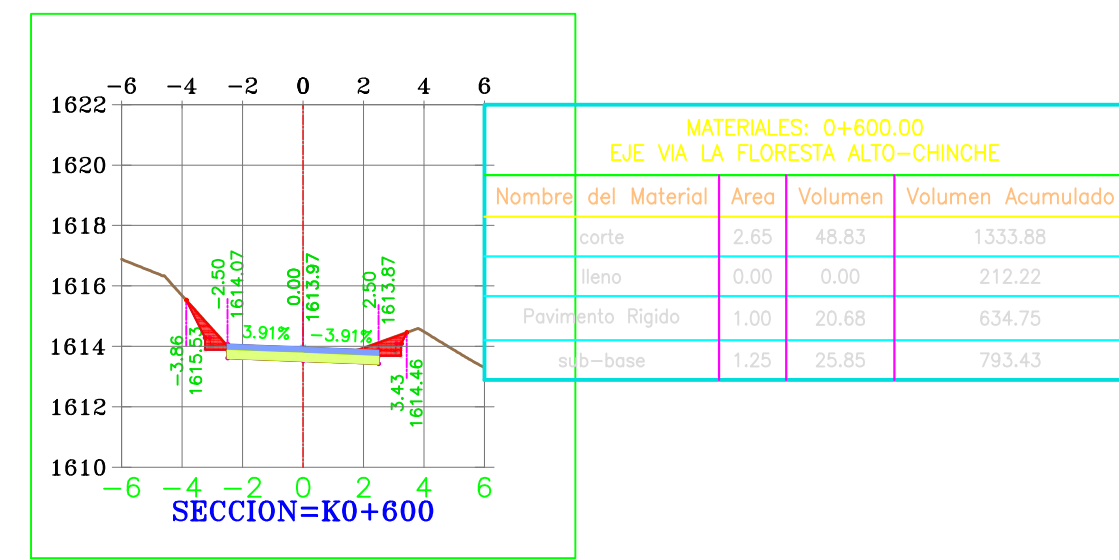 -6 -4 -2 0 2 4 6
1622
1620
1618
1616
1614
1612
1610
-2.50
1614.07
0.00
1613.97
2.50
1613.87
3.91%
-3.91%
-3.86
1615.53
3.43
1614.46
-6 -4 -2 0 2 4 6
SECCION=K0+600
MATERIALES: 0+600.00
EJE VIA LA FLORESTA ALTO-CHINCHE
Nombre del Material Area Volumen Volumen Acumulado
corte 2.65 48.83 1333.88
lleno 0.00 0.00 212.22
Pavimento Rigido 1.00 20.68 634.75
sub-base 1.25 25.85 793.43